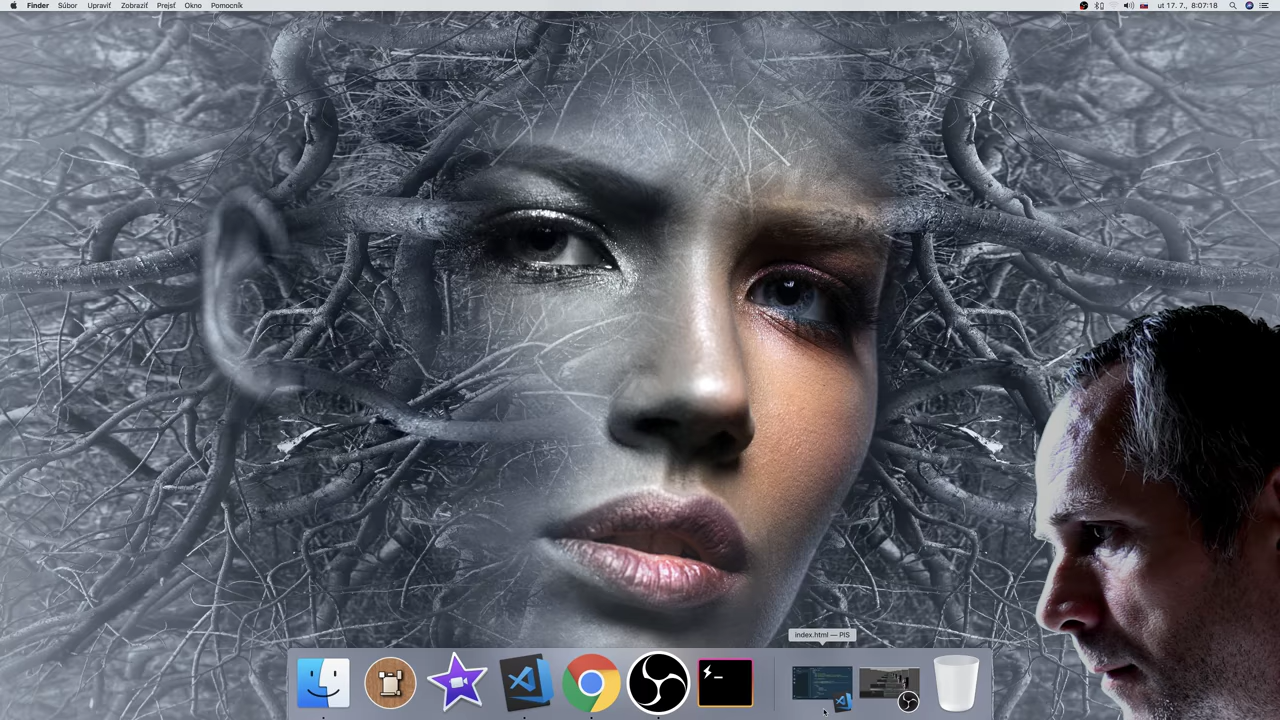 Finder Súbor Upraviť Zobraziť Prejsť Okno Pomocník ut 17. 7., 8:07:18
index.html — PIS